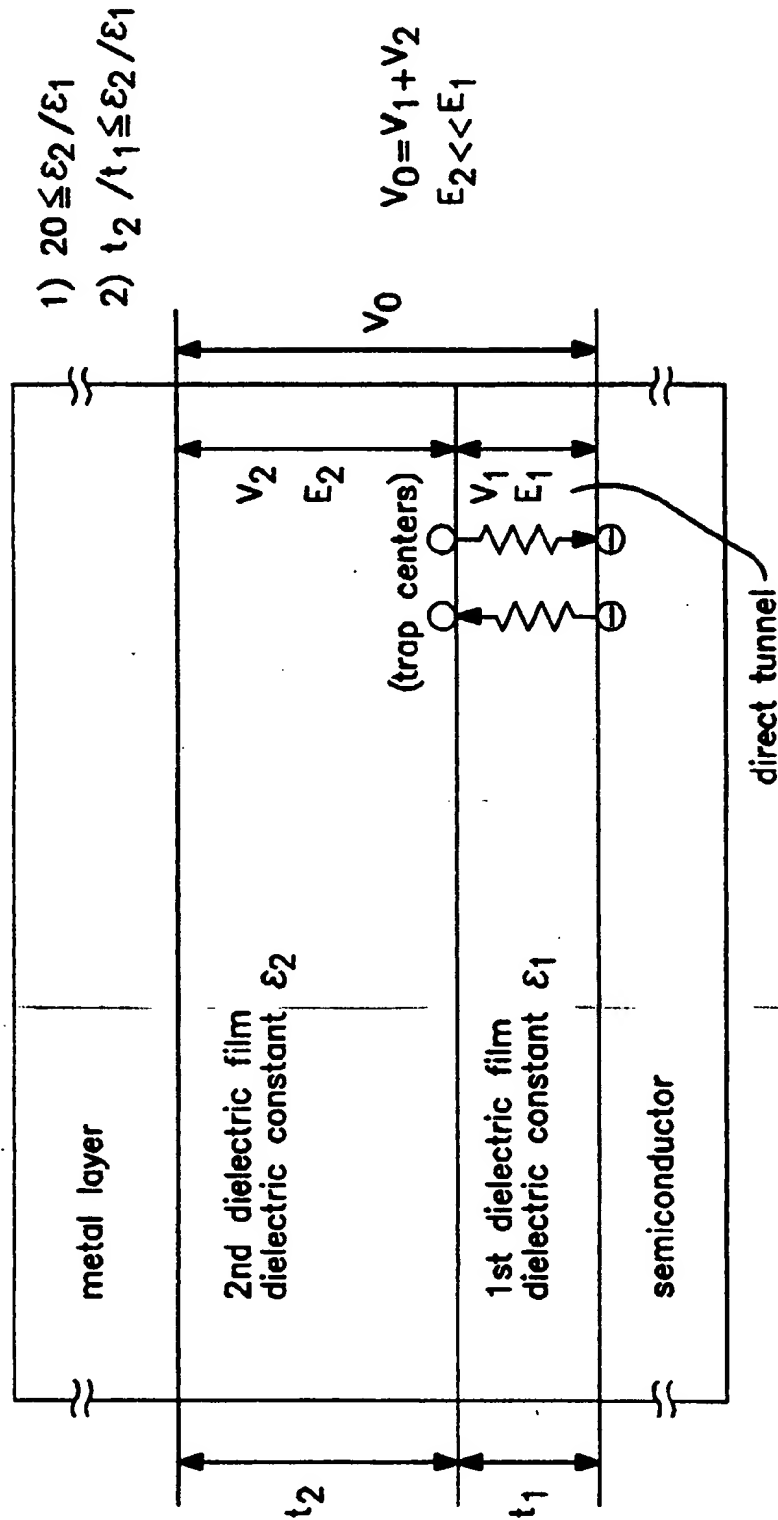 1) 20≦ε2/ε1
2) t2/t1≦ε2/ε1
metal layer
t2
2nd dielectric film
dielectric constant ε2
V2
E2
(trap centers)
V0
V0=V1+V2
E2<<E1
t1
1st dielectric film
dielectric constant ε1
V1
E1
semiconductor
direct tunnel